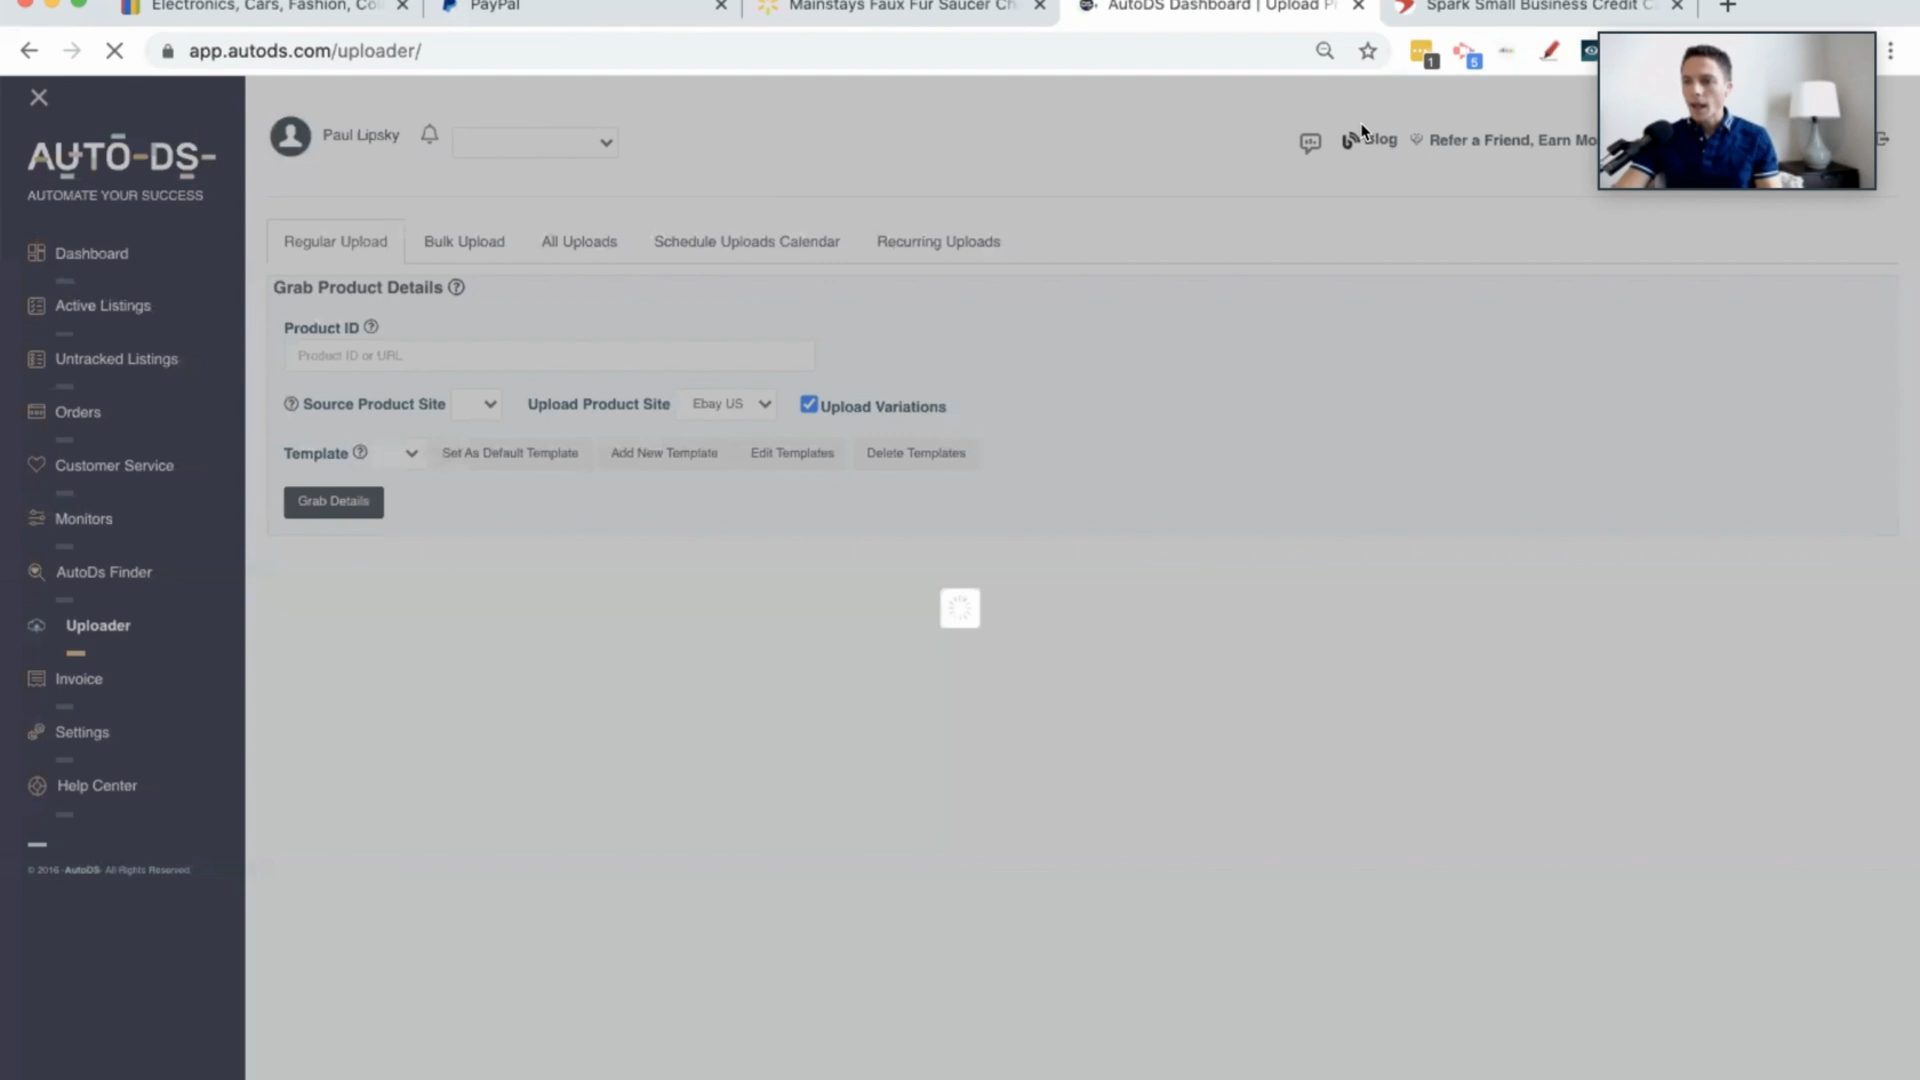 Electronics, Cars, Fashion, Co
PayPal
Mainstays Faux Fur Saucer Ch
AutoDS Dashboard | Upload Pr
Spark Small Business Credit C
app.autods.com/uploader/
1
5
AUTO-DS-
AUTOMATE YOUR SUCCESS
Paul Lipsky
Blog
Refer a Friend, Earn Mo
Dashboard
Active Listings
Untracked Listings
Orders
Customer Service
Monitors
AutoDs Finder
Uploader
Invoice
Settings
Help Center
© 2016 -AutoDS- All Rights Reserved
Regular Upload
Bulk Upload
All Uploads
Schedule Uploads Calendar
Recurring Uploads
Grab Product Details
Product ID
Product ID or URL
Source Product Site
Upload Product Site
Ebay US
Upload Variations
Template
Set As Default Template
Add New Template
Edit Templates
Delete Templates
Grab Details